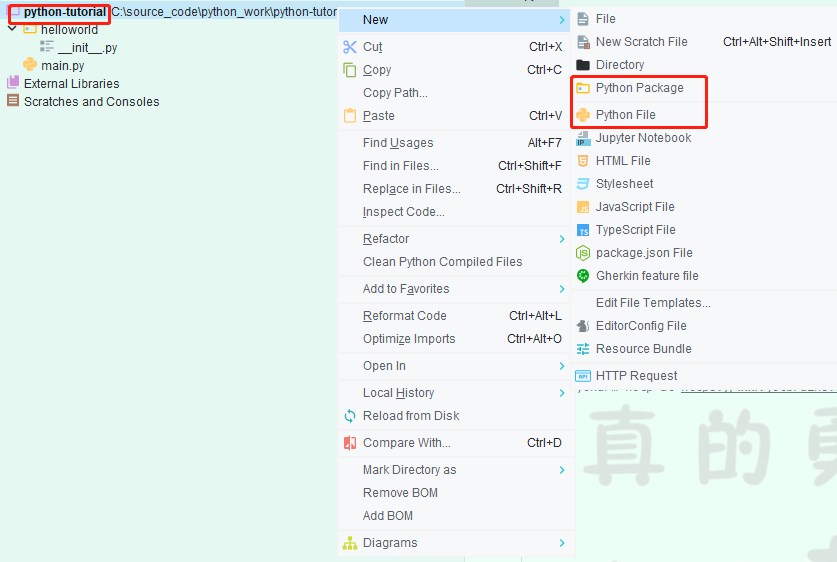 python-tutorial C:\source_code\python_work\python-tutor
helloworld
__init__.py
main.py
External Libraries
Scratches and Consoles
New
Cut Ctrl+X
Copy Ctrl+C
Copy Path...
Paste Ctrl+V
Find Usages Alt+F7
Find in Files... Ctrl+Shift+F
Replace in Files... Ctrl+Shift+R
Inspect Code...
Refactor
Clean Python Compiled Files
Add to Favorites
Reformat Code Ctrl+Alt+L
Optimize Imports Ctrl+Alt+O
Open In
Local History
Reload from Disk
Compare With... Ctrl+D
Mark Directory as
Remove BOM
Add BOM
Diagrams
File
New Scratch File Ctrl+Alt+Shift+Insert
Directory
Python Package
Python File
Jupyter Notebook
HTML File
Stylesheet
JavaScript File
TypeScript File
package.json File
Gherkin feature file
Edit File Templates...
EditorConfig File
Resource Bundle
HTTP Request
真的勇